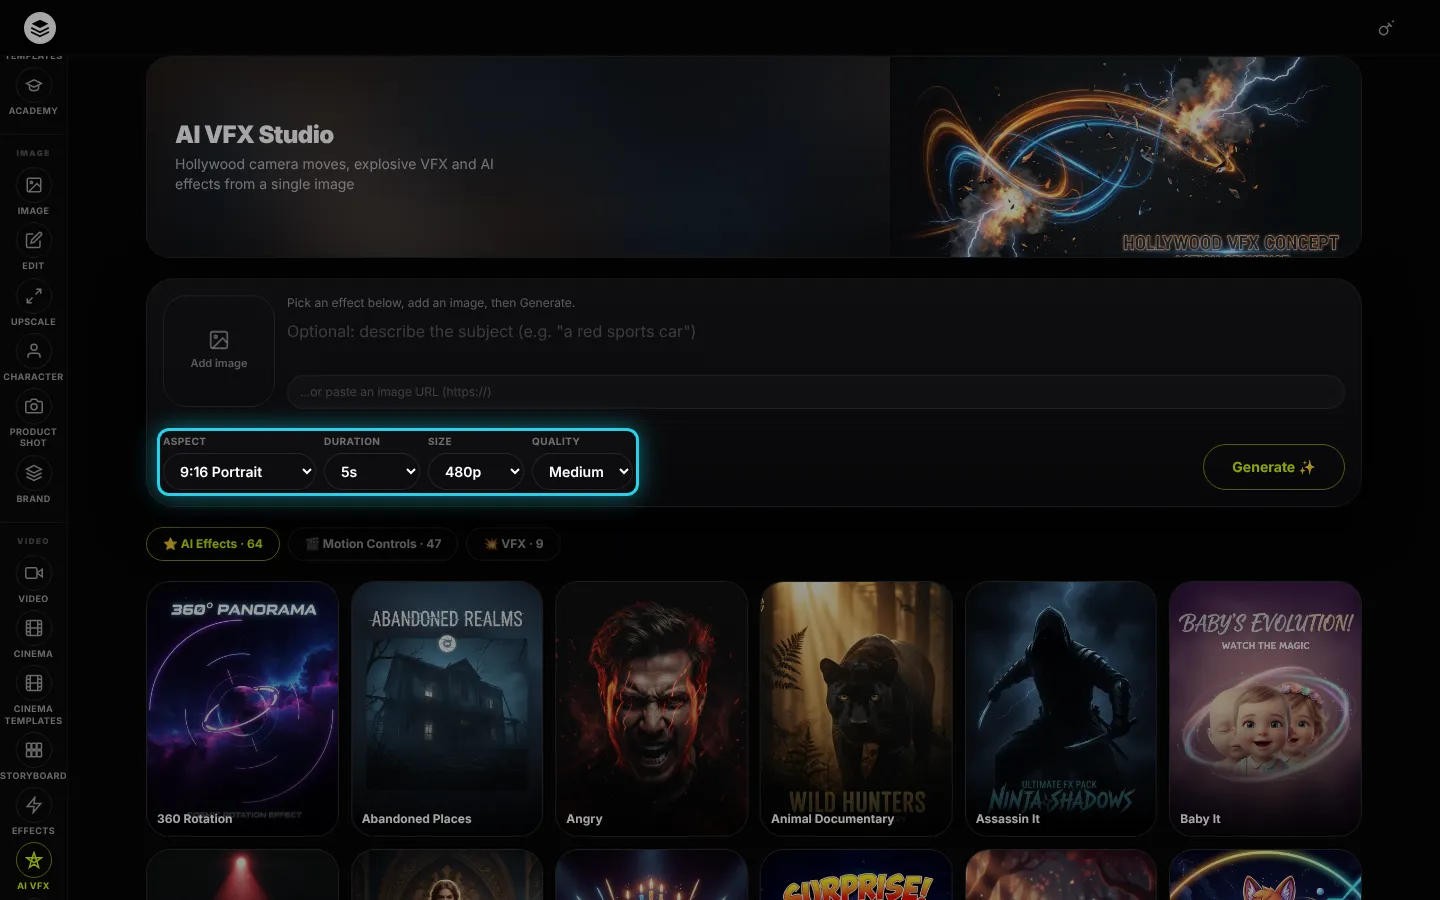 TEMPLATES
ACADEMY
IMAGE
IMAGE
EDIT
UPSCALE
CHARACTER
PRODUCT
SHOT
BRAND
VIDEO
VIDEO
CINEMA
CINEMA
TEMPLATES
STORYBOARD
EFFECTS
AI VFX
AI VFX Studio
Hollywood camera moves, explosive VFX and AI
effects from a single image
HOLLYWOOD VFX CONCEPT
Add image
Pick an effect below, add an image, then Generate.
Optional: describe the subject (e.g. "a red sports car")
...or paste an image URL (https://)
ASPECT DURATION SIZE QUALITY
9:16 Portrait 5s 480p Medium
Generate ✨
⭐ AI Effects · 64 🎬 Motion Controls · 47 💥 VFX · 9
360° PANORAMA
360 Rotation
ABANDONED REALMS
Abandoned Places
Angry
WILD HUNTERS
Animal Documentary
ULTIMATE FX PACK
NINJA SHADOWS
Assassin It
BABY'S EVOLUTION!
WATCH THE MAGIC
Baby It
SURPRISE!